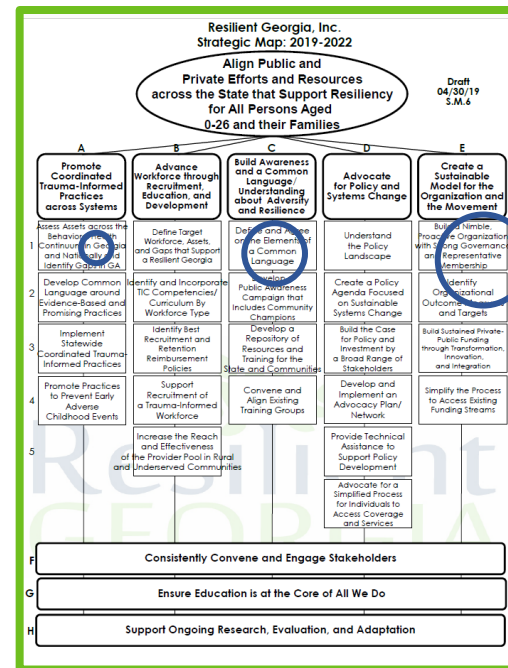 Resilient Georgia, Inc.
Strategic Map: 2019-2022
Align Public and
Private Efforts and Resources
across the State that Support Resiliency
for All Persons Aged
0-26 and their Families
Draft
04/30/19
S.M.6
A
B
C
D
E
Promote
Coordinated
Trauma-Informed
Practices
across Systems
Advance
Workforce through
Recruitment,
Education, and
Development
Build Awareness
and a Common
Language/
Understanding
about Adversity
and Resilience
Advocate
for Policy and
Systems Change
Create a
Sustainable
Model for the
Organization and
the Movement
1
Assess Assets across the
Behavioral Health
Continuum in Georgia
and Nationally and
Identify Gaps in GA
Define Target
Workforce, Assets,
and Gaps that Support
a Resilient Georgia
Define and Agree
on the Elements of
a Common
Language
Understand
the Policy
Landscape
Build a Nimble,
Proactive Organization
with Strong Governance
and Representative
Membership
2
Develop Common
Language around
Evidence-Based and
Promising Practices
Identify and Incorporate
TIC Competencies/
Curriculum By
Workforce Type
Develop a
Public Awareness
Campaign that
Includes Community
Champions
Create a Policy
Agenda Focused
on Sustainable
Systems Change
Identify
Organizational
Outcome
and Targets
3
Implement
Statewide
Coordinated Trauma-
Informed Practices
Identify Best
Recruitment and
Retention
Reimbursement
Policies
Develop a
Repository of
Resources and
Training for the
State and Communities
Build the Case
for Policy and
Investment by
a Broad Range of
Stakeholders
Build Sustained Private-
Public Funding
through Transformation,
Innovation,
and Integration
4
Promote Practices
to Prevent Early
Adverse
Childhood Events
Support
Recruitment of
a Trauma-Informed
Workforce
Convene and
Align Existing
Training Groups
Develop and
Implement an
Advocacy Plan/
Network
Simplify the Process
to Access Existing
Funding Streams
5
Increase the Reach
and Effectiveness
of the Provider Pool in Rural
and Underserved Communities
Provide Technical
Assistance to
Support Policy
Development
Advocate for a
Simplified Process
for Individuals to
Access Coverage
and Services
Resilient
GEORGIA
F
Consistently Convene and Engage Stakeholders
G
Ensure Education is at the Core of All We Do
H
Support Ongoing Research, Evaluation, and Adaptation